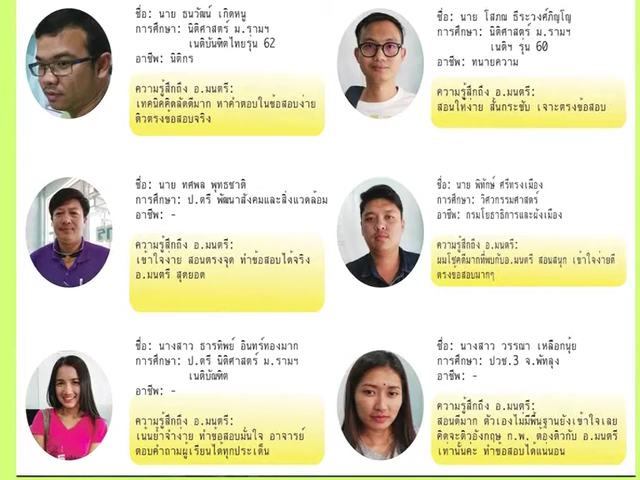 ชื่อ: นาย ธนวัฒน์ เกิดหนู
การศึกษา: นิติศาสตร์ ม.รามฯ
เนติบัณฑิตไทยรุ่น 62
อาชีพ: นิติกร
ความรู้สึกถึง อ.มนตรี:
เทคนิคคิดลัดดีมาก หาคำตอบในข้อสอบง่าย
ติวตรงข้อสอบจริง
ชื่อ: นาย โสภณ ธีระวงศ์ภิญโญ
การศึกษา: นิติศาสตร์ ม.รามฯ
เนติฯ รุ่น 60
อาชีพ: ทนายความ
ความรู้สึกถึง อ.มนตรี:
สอนให้ง่าย สั้นกระชับ เจาะตรงข้อสอบ
ชื่อ: นาย ทศพล พุทธชาติ
การศึกษา: ป.ตรี พัฒนาสังคมและสิ่งแวดล้อม
อาชีพ: -
ความรู้สึกถึง อ.มนตรี:
เข้าใจง่าย สอนตรงจุด ทำข้อสอบได้จริง
อ.มนตรี สุดยอด
ชื่อ: นาย พิทักษ์ ศรีทรงเมือง
การศึกษา: วิศวกรรมศาสตร์
อาชีพ: กรมโยธาธิการและผังเมือง
ความรู้สึกถึง อ.มนตรี:
ผมโชคดีมากที่พบกับอ.มนตรี สอนสนุก เข้าใจง่ายดี
ตรงข้อสอบมากๆ
ชื่อ: นางสาว ธารทิพย์ อินทร์ทองมาก
การศึกษา: ป.ตรี นิติศาสตร์ ม.รามฯ
เนติบัณฑิต
อาชีพ: -
ความรู้สึกถึง อ.มนตรี:
เน้นย้ำจำง่าย ทำข้อสอบมั่นใจ อาจารย์
ตอบคำถามผู้เรียนได้ทุกประเด็น
ชื่อ: นางสาว วรรณา เหลือกนุ้ย
การศึกษา: ปวช.3 จ.พัทลุง
อาชีพ: -
ความรู้สึกถึง อ.มนตรี:
สอนดีมาก ตัวเองไม่มีพื้นฐานยังเข้าใจเลย
คิดจะติวอังกฤษ ก.พ. ต้องติวกับ อ.มนตรี
เท่านั้นคะ ทำข้อสอบได้แน่นอน